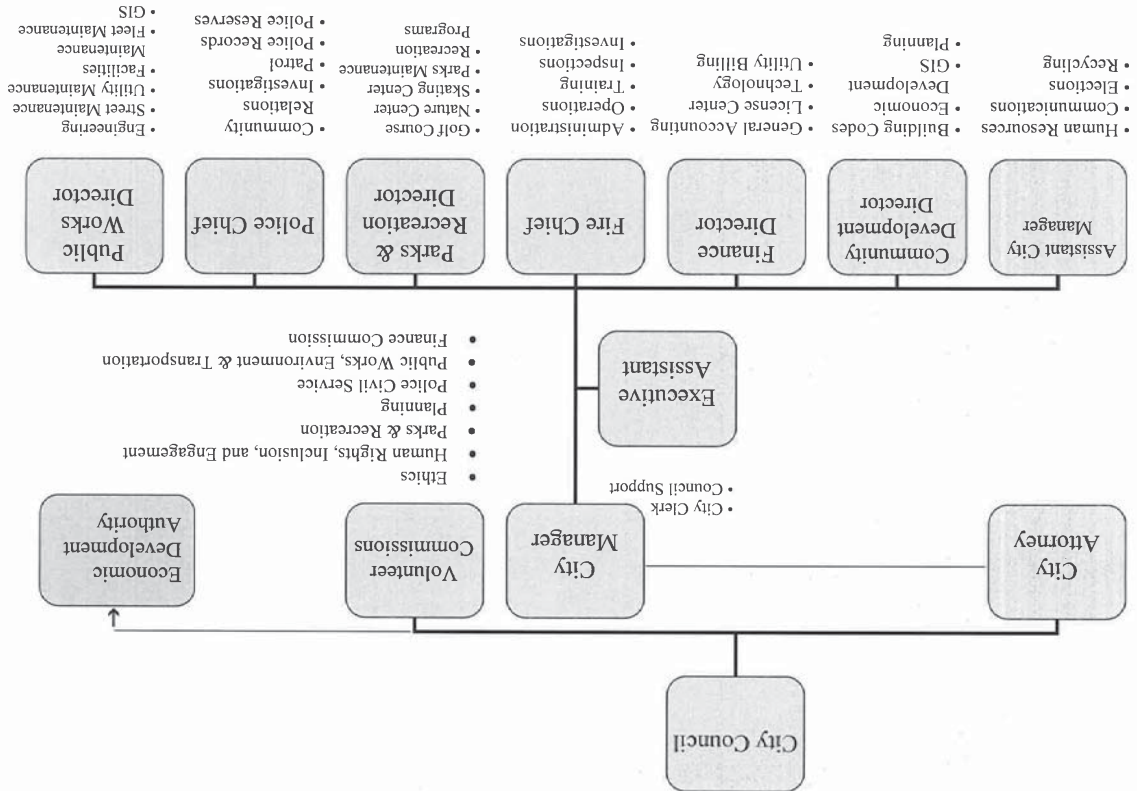 City Council
City
Attorney
City
Manager
• City Clerk
• Council Support
Volunteer
Commissions
• Ethics
• Human Rights, Inclusion, and Engagement
• Parks & Recreation
• Planning
• Police Civil Service
• Public Works, Environment & Transportation
• Finance Commission
Economic
Development
Authority
Executive
Assistant
Assistant City
Manager
• Human Resources
• Communications
• Elections
• Recycling
Community
Development
Director
• Building Codes
• Economic
Development
• GIS
• Planning
Finance
Director
• General Accounting
• License Center
• Technology
• Utility Billing
Fire Chief
• Administration
• Operations
• Training
• Inspections
• Investigations
Parks &
Recreation
Director
• Golf Course
• Nature Center
• Skating Center
• Parks Maintenance
• Recreation
Programs
Police Chief
• Community
Relations
• Investigations
• Patrol
• Police Records
• Police Reserves
Public
Works
Director
• Engineering
• Street Maintenance
• Utility Maintenance
• Facilities
Maintenance
• Fleet Maintenance
• GIS